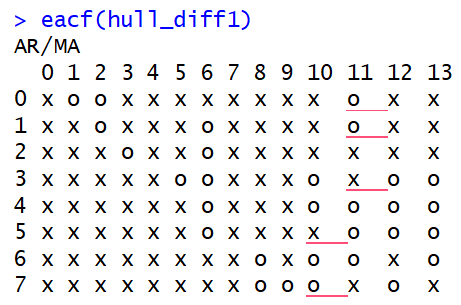 > eacf(hull_diff1)
AR/MA
  0 1 2 3 4 5 6 7 8 9 10 11 12 13
0 x o o x x x x x x x x  o  x  x
1 x x o x x x o x x x x  o  x  x
2 x x x o x x o x x x x  x  x  x
3 x x x x x o o x x x o  x  o  o
4 x x x x x x o x x x o  o  o  o
5 x x x x x x o x x x x  o  o  o
6 x x x x x x x x o x o  o  x  o
7 x x x x x x x x o o o  x  o  x